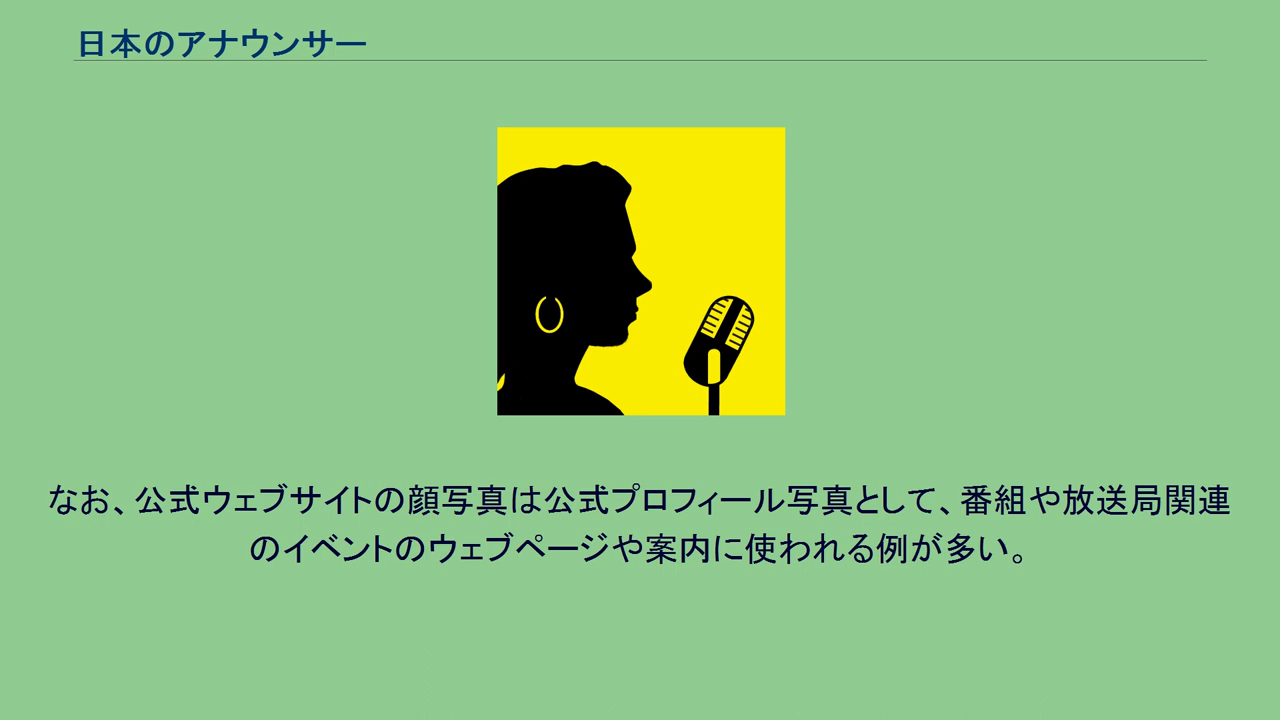 日本のアナウンサー
なお、公式ウェブサイトの顔写真は公式プロフィール写真として、番組や放送局関連
のイベントのウェブページや案内に使われる例が多い。